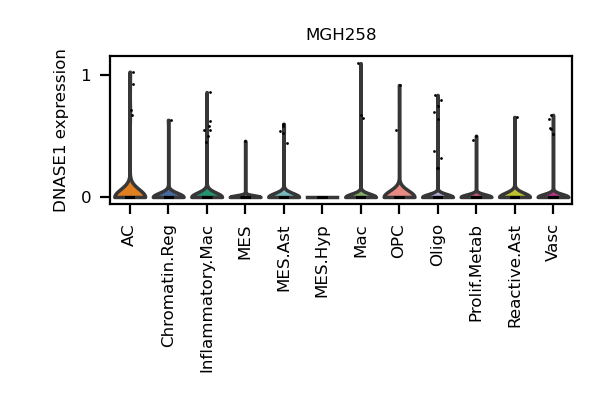 MGH258
DNASE1 expression
1
0
AC
Chromatin.Reg
Inflammatory.Mac
MES
MES.Ast
MES.Hyp
Mac
OPC
Oligo
Prolif.Metab
Reactive.Ast
Vasc